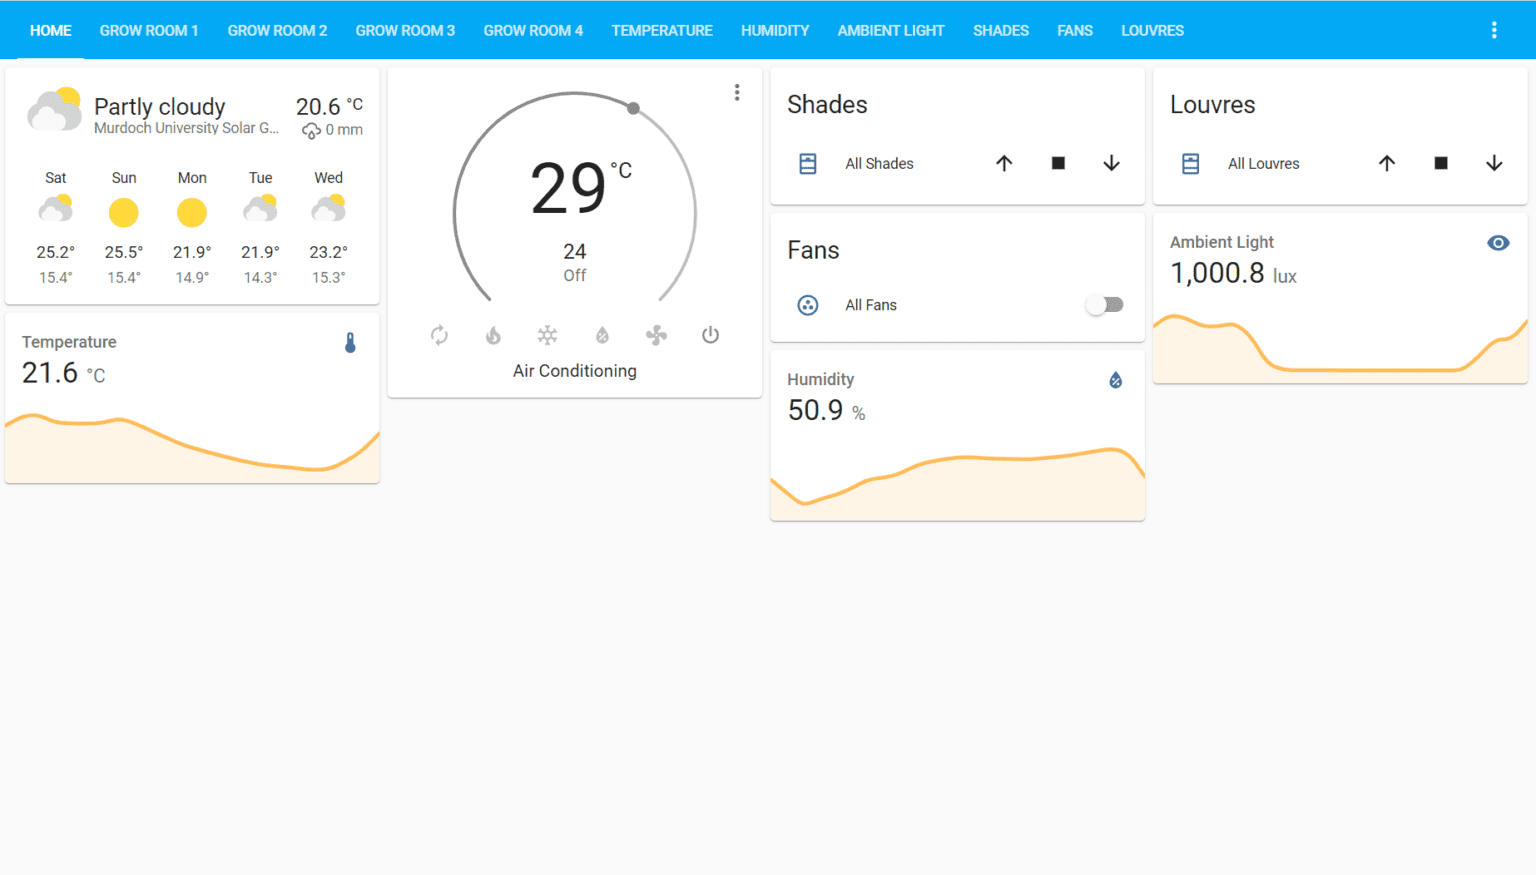 HOME GROW ROOM 1 GROW ROOM 2 GROW ROOM 3 GROW ROOM 4 TEMPERATURE HUMIDITY AMBIENT LIGHT SHADES FANS LOUVRES
Partly cloudy
20.6 °C
Murdoch University Solar G...
0 mm
Sat Sun Mon Tue Wed
25.2° 25.5° 21.9° 21.9° 23.2°
15.4° 15.4° 14.9° 14.3° 15.3°
Temperature
21.6 °C
29 °C
24
Off
Air Conditioning
Shades
All Shades
Fans
All Fans
Humidity
50.9 %
Louvres
All Louvres
Ambient Light
1,000.8 lux